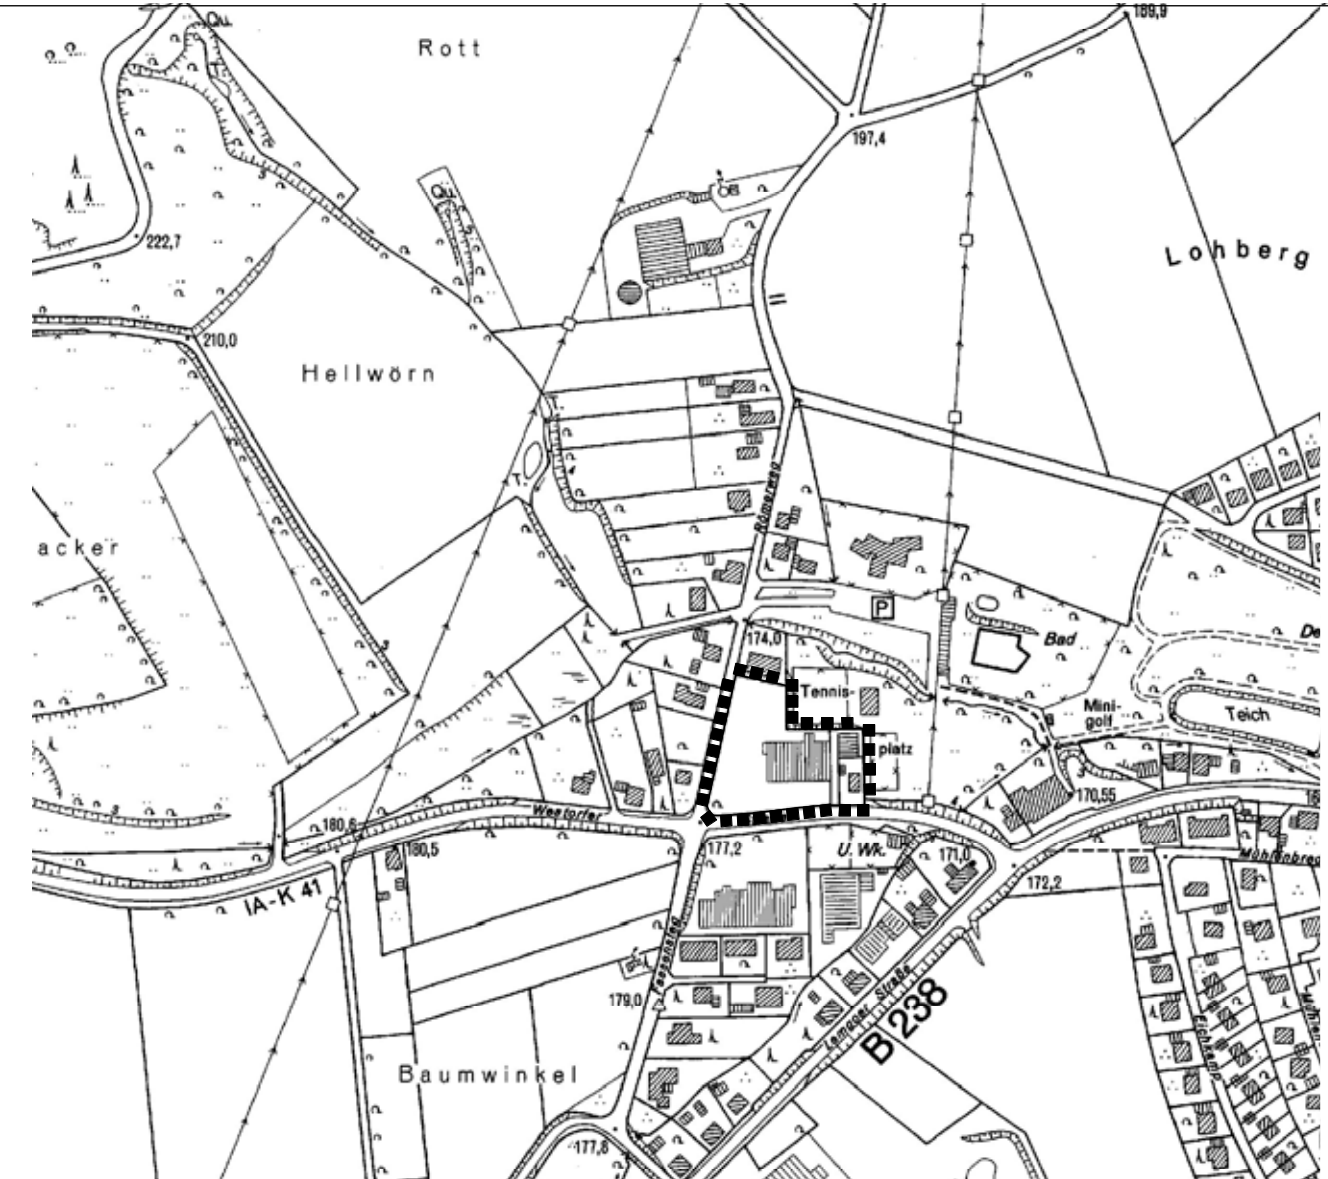 Qu.
Rott
189,9
T.
197,4
Qu.
222,7
Lohberg
210,0
Hellwörn
T.
T.
Römerweg
acker
P
174,0
Bad
Tennis-
Mini-
golf
Teich
platz
170,55
180,6
180,5
177,2
U. Wk.
171,0
172,2
IA-K 41
179,0
Lemgoer Straße
B 238
Eichkamp
Baumwinkel
177,8